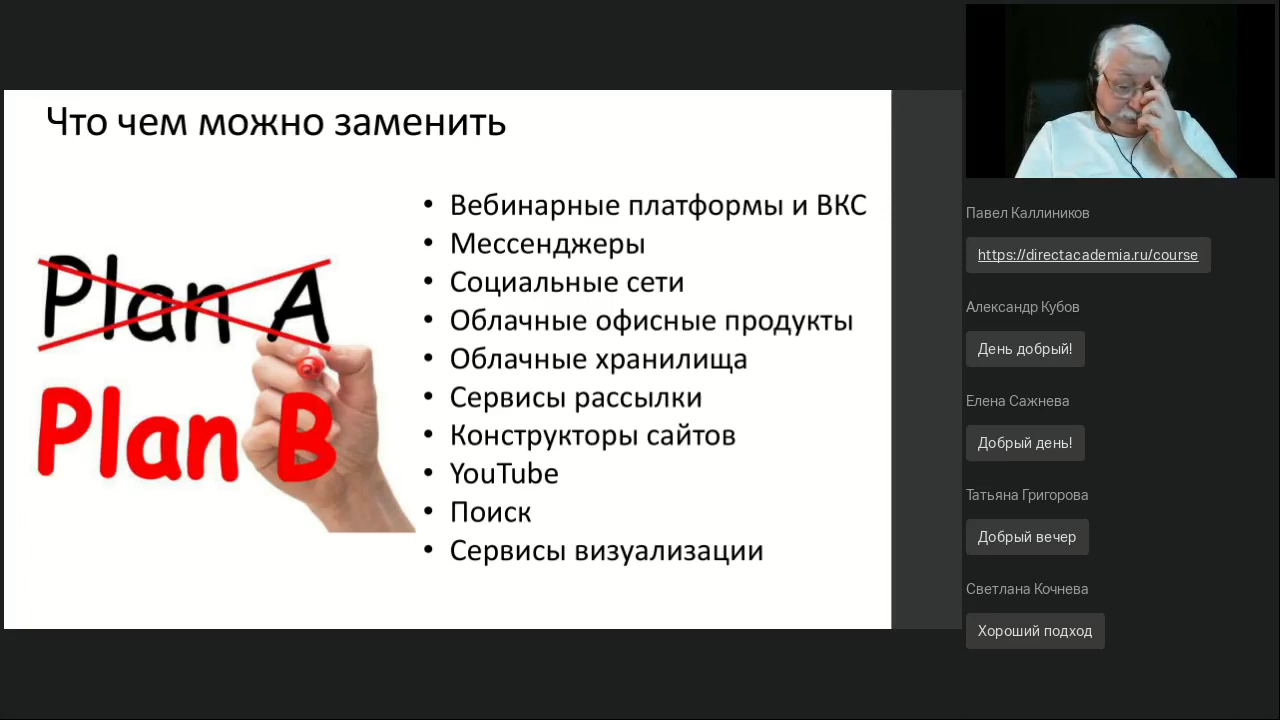 Что чем можно заменить
Plan A
Plan B
• Вебинарные платформы и ВКС
• Мессенджеры
• Социальные сети
• Облачные офисные продукты
• Облачные хранилища
• Сервисы рассылки
• Конструкторы сайтов
• YouTube
• Поиск
• Сервисы визуализации
Павел Каллиников
https://directacademia.ru/course
Александр Кубов
День добрый!
Елена Сажнева
Добрый день!
Татьяна Григорова
Добрый вечер
Светлана Кочнева
Хороший подход